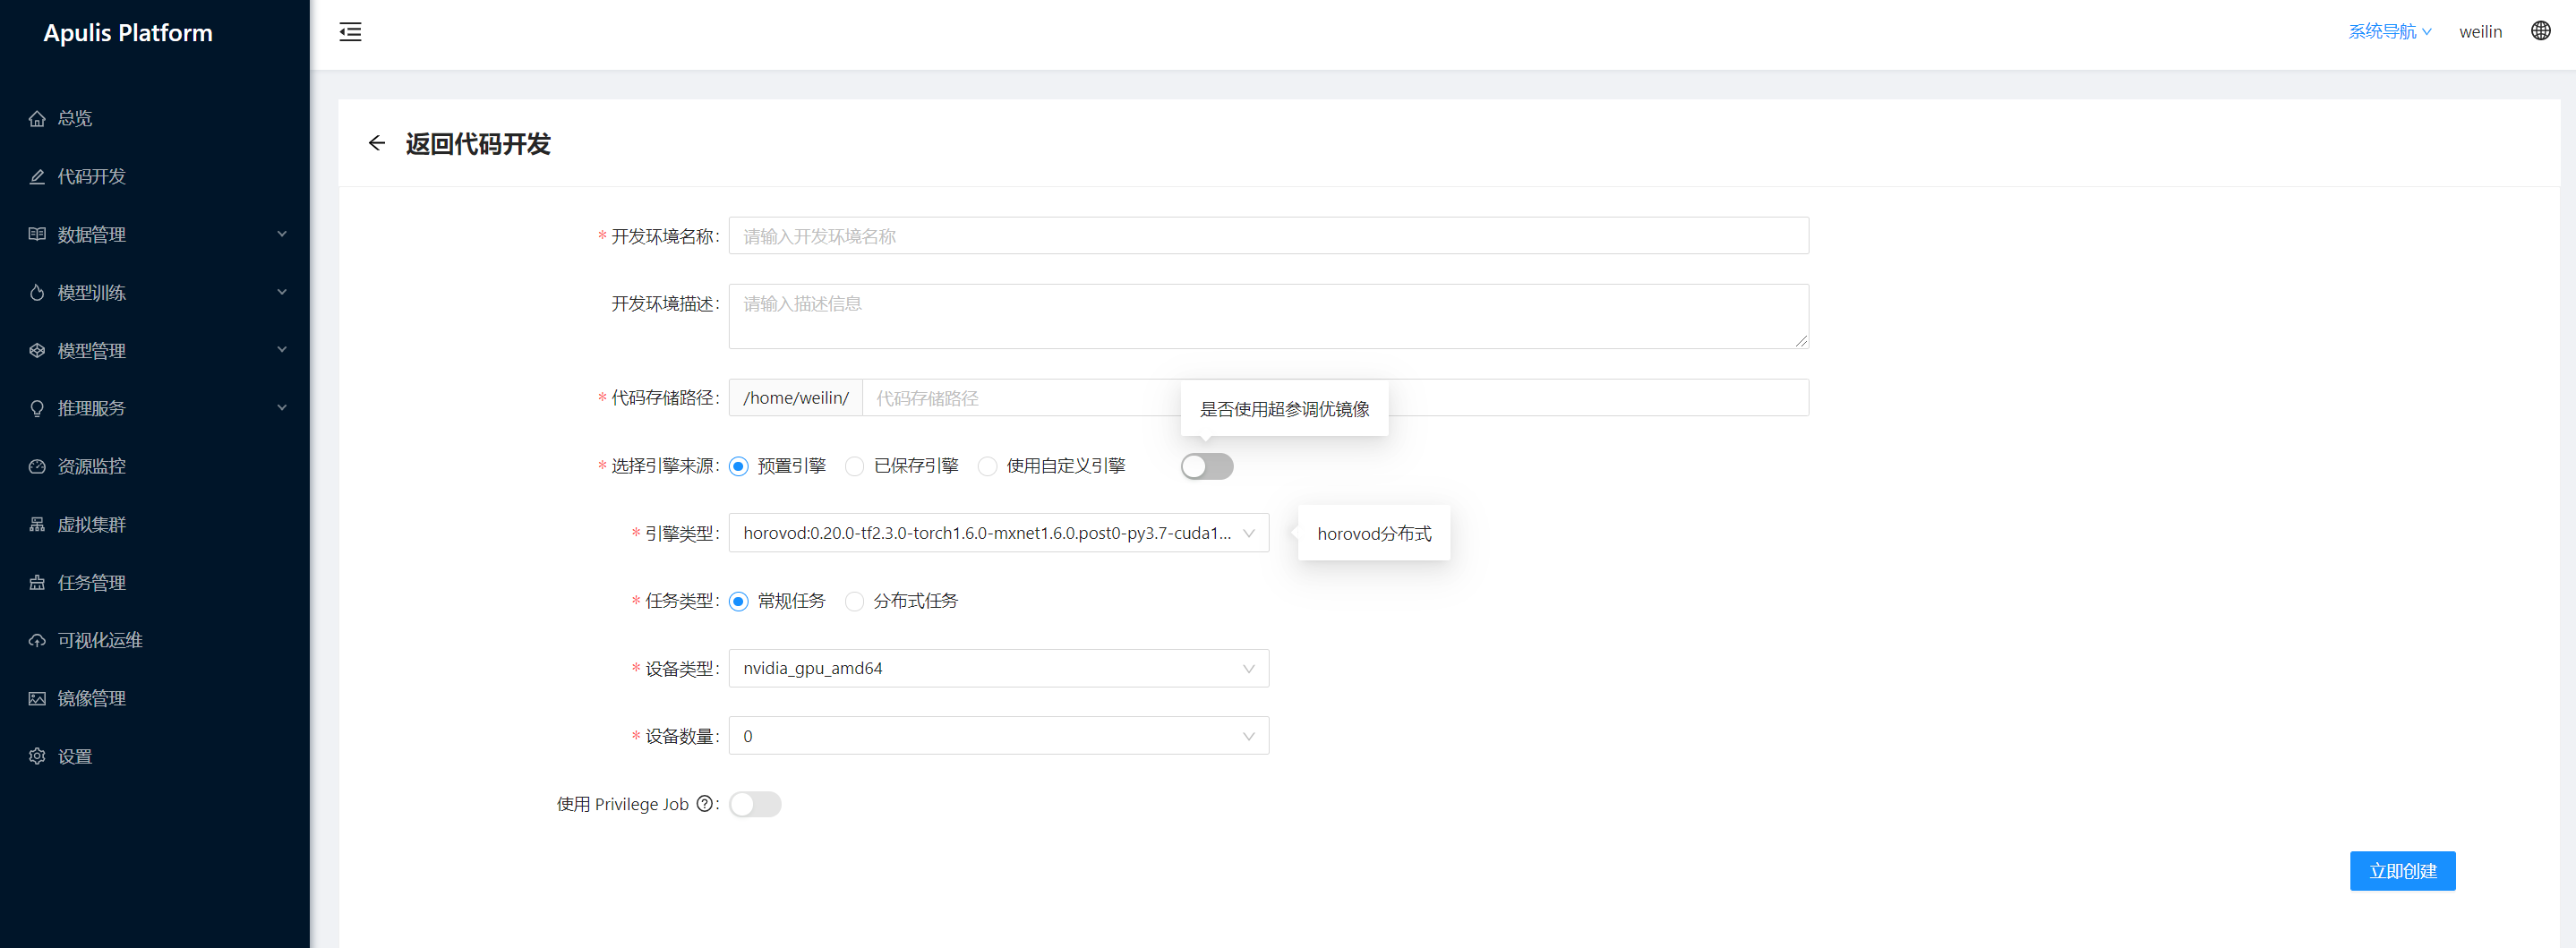 Apulis Platform
系统导航
weilin
总览
代码开发
数据管理
模型训练
模型管理
推理服务
资源监控
虚拟集群
任务管理
可视化运维
镜像管理
设置
返回代码开发
* 开发环境名称: 请输入开发环境名称
开发环境描述: 请输入描述信息
* 代码存储路径: /home/weilin/ 代码存储路径
是否使用超参调优镜像
* 选择引擎来源: 预置引擎 已保存引擎 使用自定义引擎
* 引擎类型: horovod:0.20.0-tf2.3.0-torch1.6.0-mxnet1.6.0.post0-py3.7-cuda1... horovod分布式
* 任务类型: 常规任务 分布式任务
* 设备类型: nvidia_gpu_amd64
* 设备数量: 0
使用 Privilege Job ?:
立即创建